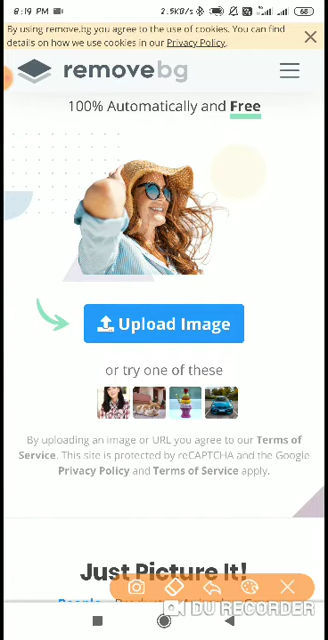 8:19 PM
2.5KB/s
68
By using remove.bg you agree to the use of cookies. You can find
details on how we use cookies in our Privacy Policy.
removebg
100% Automatically and Free
Upload Image
or try one of these
By uploading an image or URL you agree to our Terms of
Service. This site is protected by reCAPTCHA and the Google
Privacy Policy and Terms of Service apply.
Just Picture It!
DU RECORDER